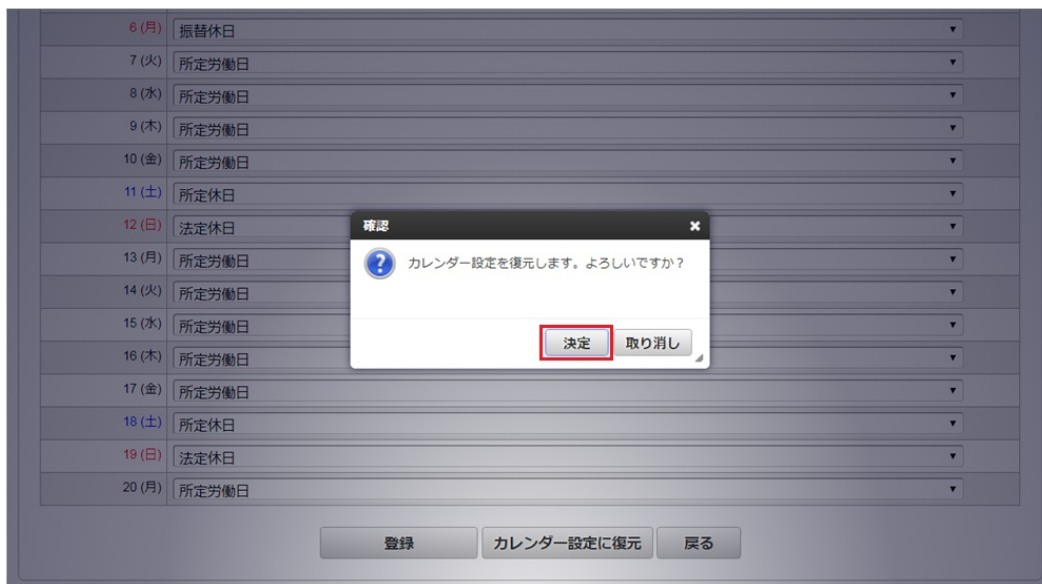 6 (月) 振替休日
7 (火) 所定労働日
8 (水) 所定労働日
9 (木) 所定労働日
10 (金) 所定労働日
11 (土) 所定休日
12 (日) 法定休日
13 (月) 所定労働日
14 (火) 所定労働日
15 (水) 所定労働日
16 (木) 所定労働日
17 (金) 所定労働日
18 (土) 所定休日
19 (日) 法定休日
20 (月) 所定労働日
確認
カレンダー設定を復元します。よろしいですか？
決定 取り消し
登録 カレンダー設定に復元 戻る